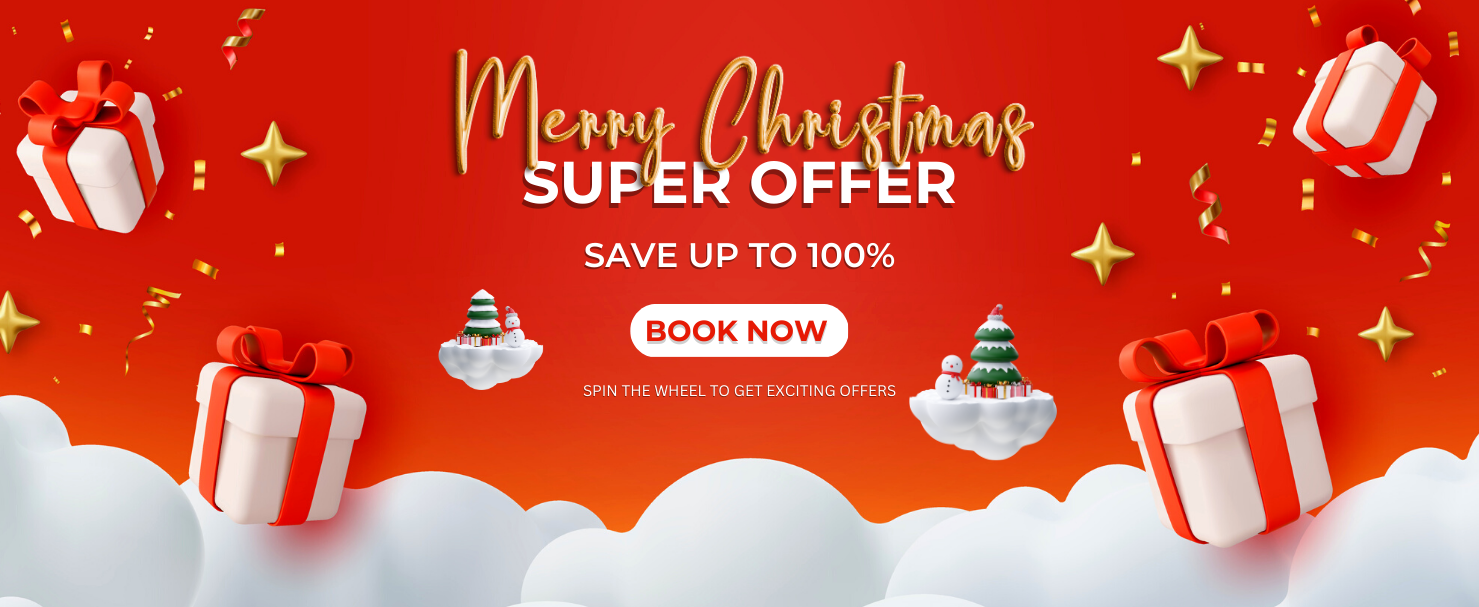 Merry Christmas
SUPER OFFER
SAVE UP TO 100%
BOOK NOW
SPIN THE WHEEL TO GET EXCITING OFFERS